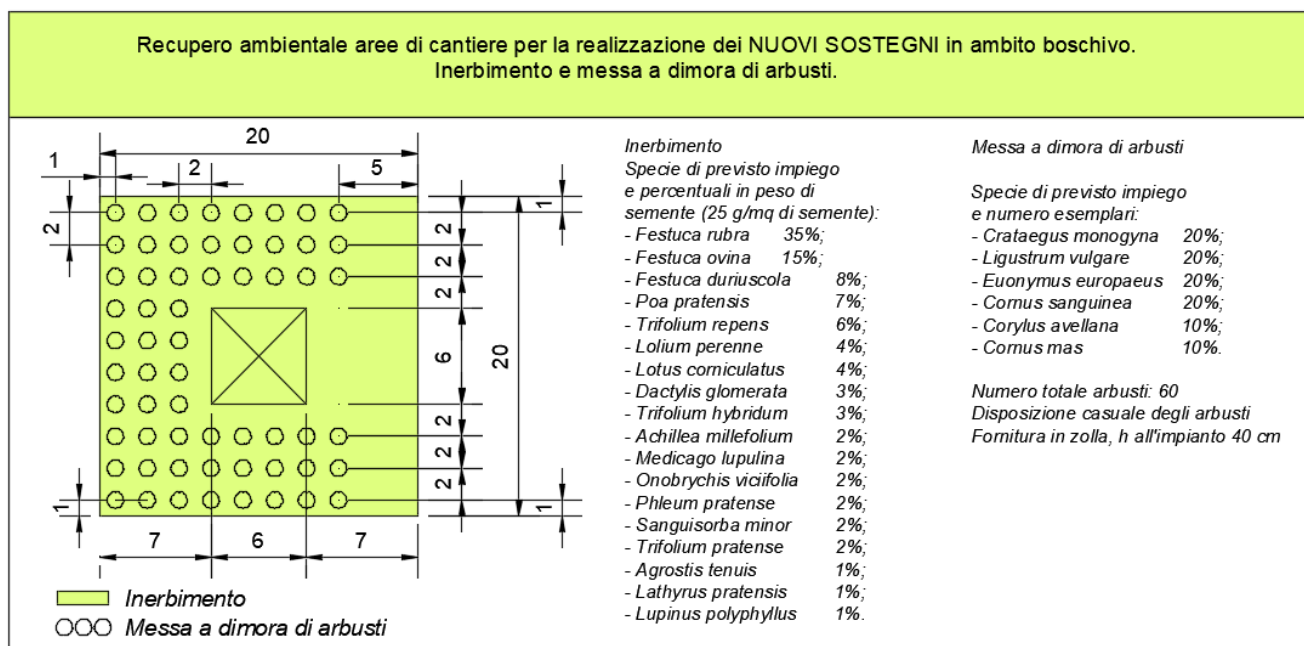 Recupero ambientale aree di cantiere per la realizzazione dei NUOVI SOSTEGNI in ambito boschivo.
Inerbimento e messa a dimora di arbusti.
20
1
2
5
1
2
2
2
2
6
20
2
2
2
1
1
7
6
7
Inerbimento
Messa a dimora di arbusti
Inerbimento
Specie di previsto impiego
e percentuali in peso di
semente (25 g/mq di semente):
- Festuca rubra 35%;
- Festuca ovina 15%;
- Festuca duriuscola 8%;
- Poa pratensis 7%;
- Trifolium repens 6%;
- Lolium perenne 4%;
- Lotus corniculatus 4%;
- Dactylis glomerata 3%;
- Trifolium hybridum 3%;
- Achillea millefolium 2%;
- Medicago lupulina 2%;
- Onobrychis viciifolia 2%;
- Phleum pratense 2%;
- Sanguisorba minor 2%;
- Trifolium pratense 2%;
- Agrostis tenuis 1%;
- Lathyrus pratensis 1%;
- Lupinus polyphyllus 1%.
Messa a dimora di arbusti
Specie di previsto impiego
e numero esemplari:
- Crataegus monogyna 20%;
- Ligustrum vulgare 20%;
- Euonymus europaeus 20%;
- Cornus sanguinea 20%;
- Corylus avellana 10%;
- Cornus mas 10%.
Numero totale arbusti: 60
Disposizione casuale degli arbusti
Fornitura in zolla, h all'impianto 40 cm